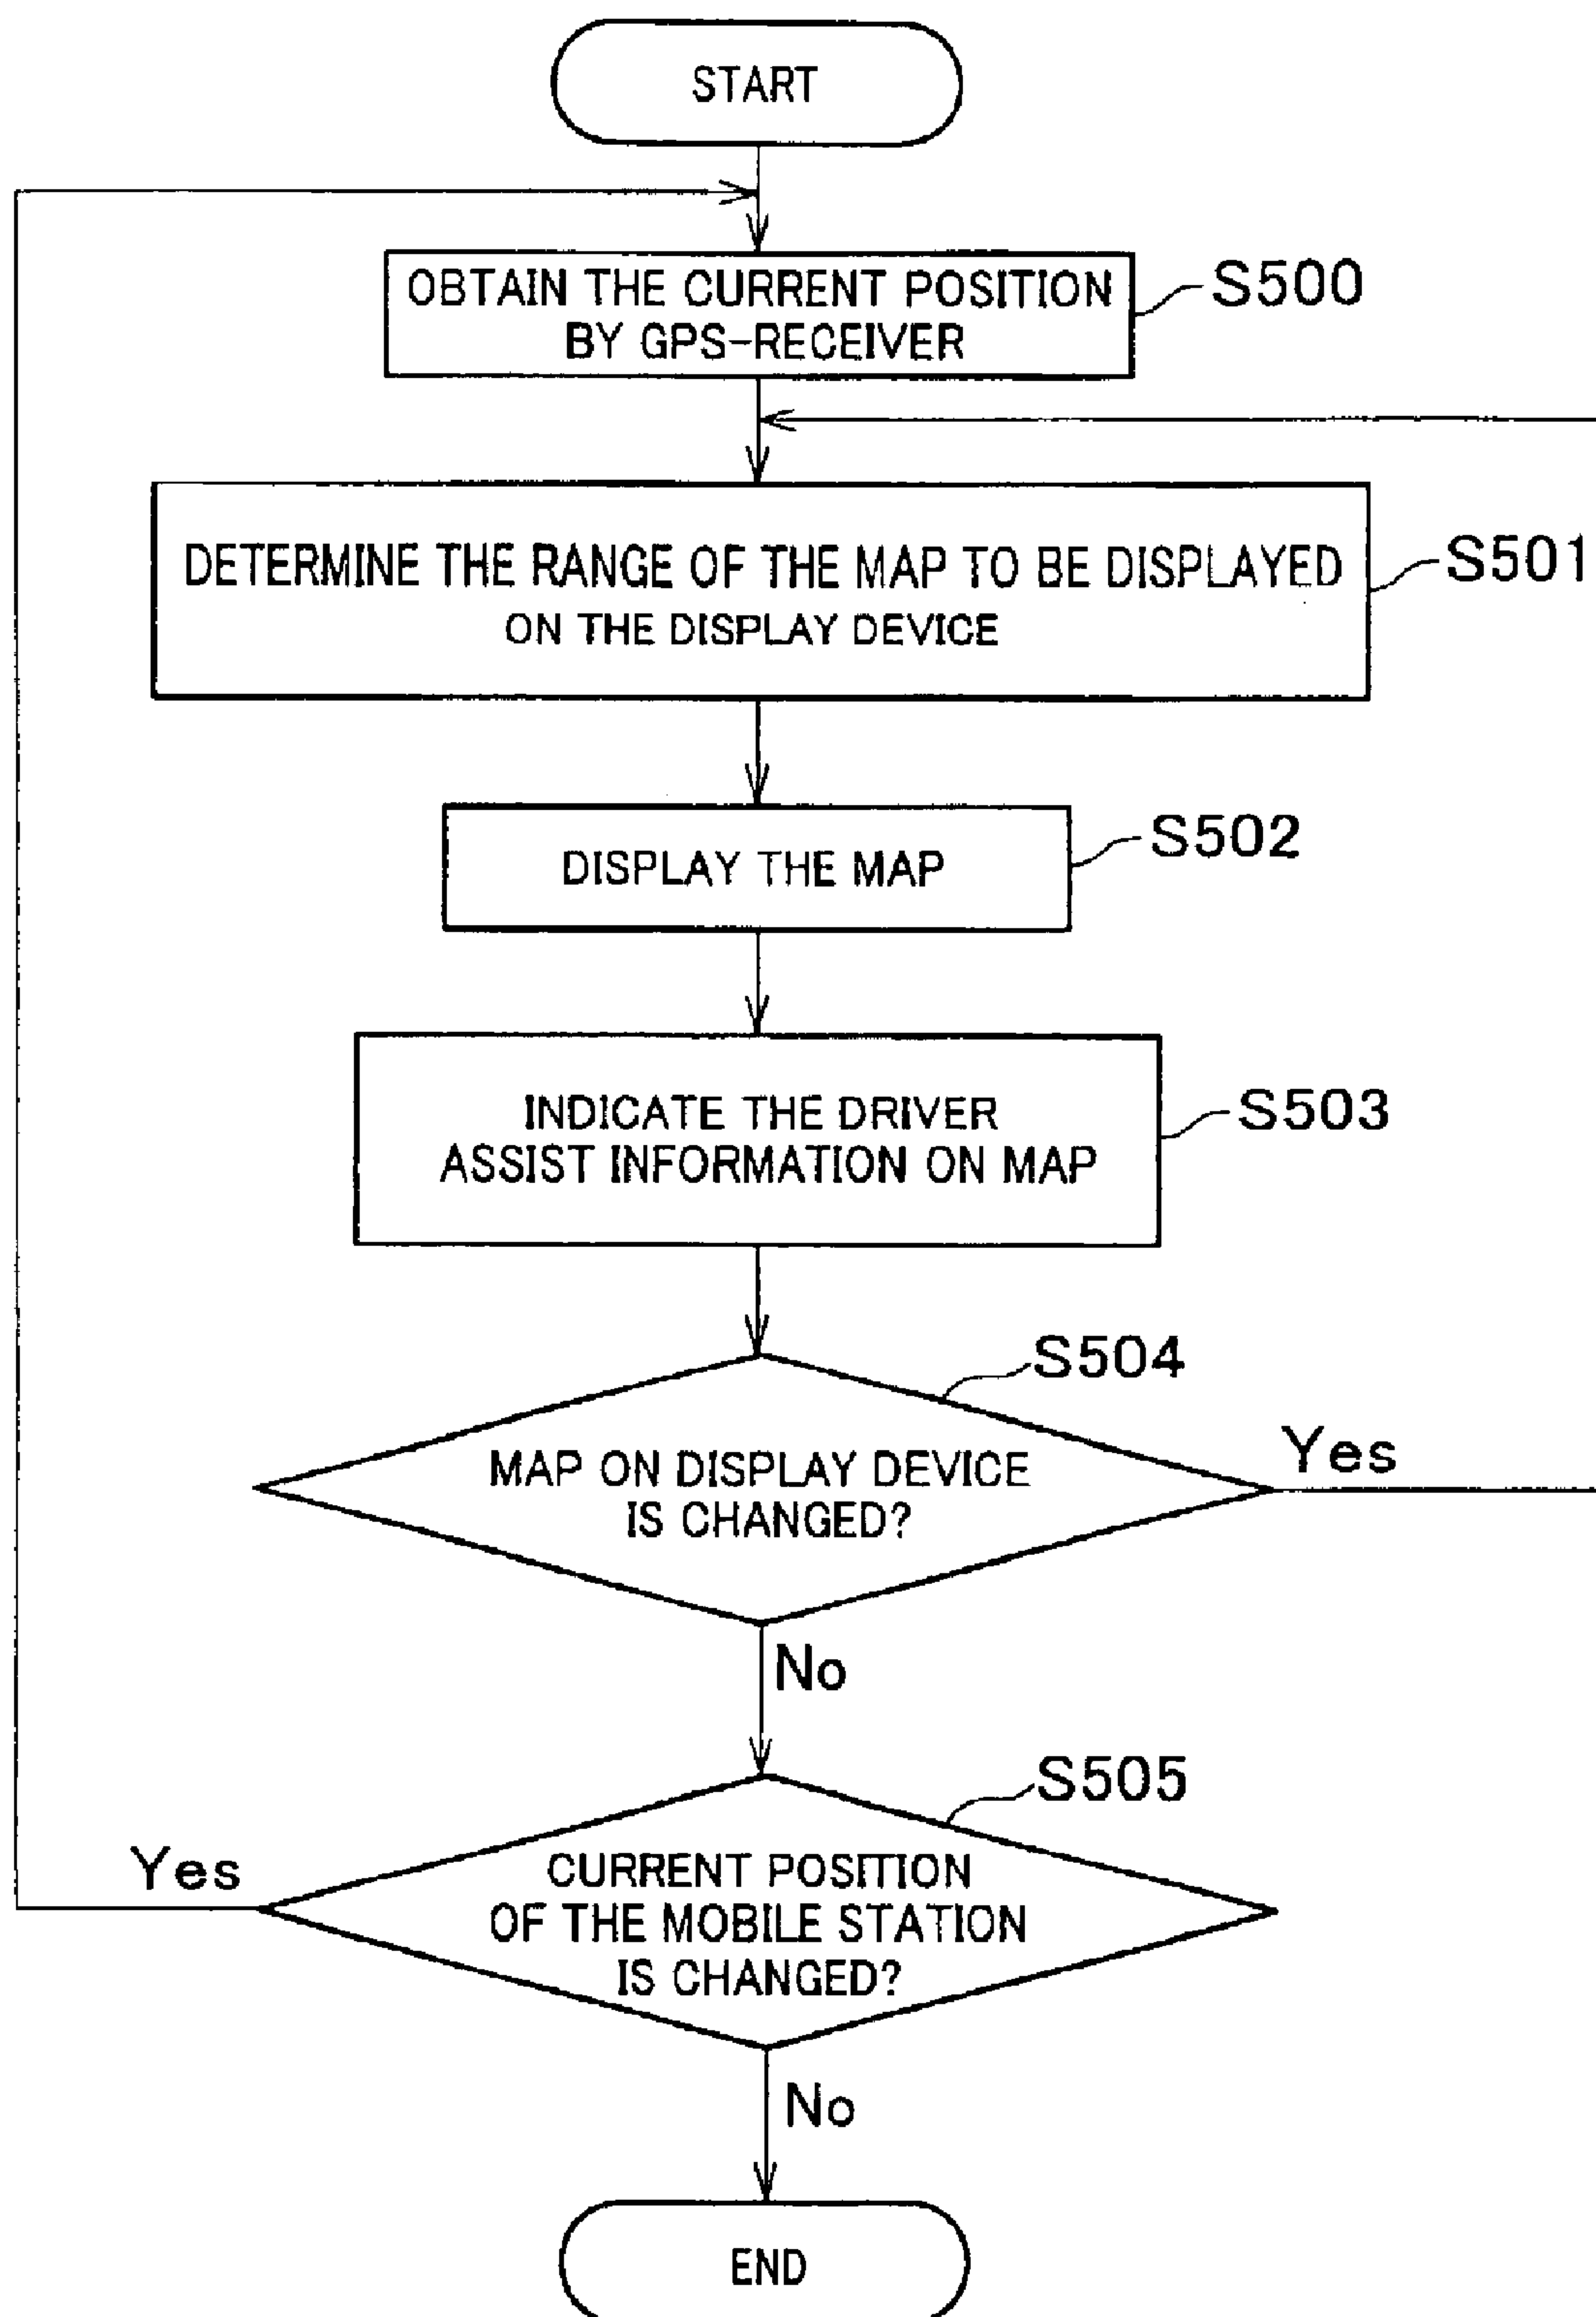 START
OBTAIN THE CURRENT POSITION
BY GPS-RECEIVER
S500
DETERMINE THE RANGE OF THE MAP TO BE DISPLAYED
ON THE DISPLAY DEVICE
S501
DISPLAY THE MAP
S502
INDICATE THE DRIVER
ASSIST INFORMATION ON MAP
S503
S504
MAP ON DISPLAY DEVICE
IS CHANGED?
Yes
No
S505
CURRENT POSITION
OF THE MOBILE STATION
IS CHANGED?
Yes
No
END